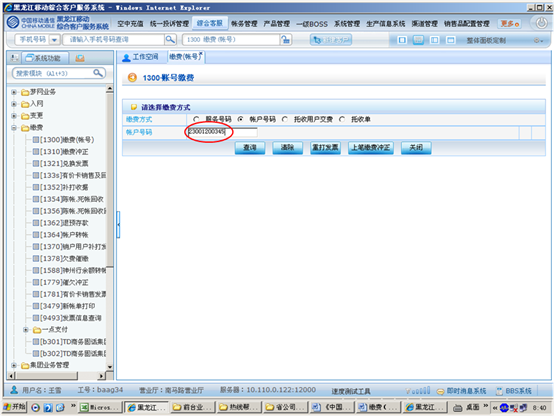 黑龙江移动综合客户服务系统 - Windows Internet Explorer
中国移动通信 CHINA MOBILE 黑龙江移动 综合客户服务系统
空中充值 统一投诉管理 综合客服 帐务管理 产品管理 一级BOSS 系统管理 生产信息系统 渠道管理 销售品配置管理 更多
手机号码 请输入手机号码查询 1300 缴费(帐号) 整体面板定制
系统功能 工作空间 缴费(帐号)
搜索模块 (Alt+3)
1300·账号缴费
梦网业务
入网
变更
缴费
[1300]缴费(帐号)
[1310]缴费冲正
[1321]兑换发票
[133s]有价卡销售及回
[1352]补打收据
[1354]陈帐、死帐回收
[1356]陈帐、死帐回收
[1362]退预存款
[1364]帐户转帐
[1370]销户用户补打发
[1378]欠费催缴
[1588]神州行余额转帐
[1779]催欠冲正
[1781]有价卡销售发票
[3479]新帐单打印
[9493]发票信息查询
一点支付
[b301]TD商务固话集团
[b302]TD商务固话集团
集团业务管理
请选择缴费方式
缴费方式 服务号码 帐户号码 托收用户交费 托收单
帐户号码 23001200345
查询 清除 重打发票 上笔缴费冲正 关闭
用户名：王雪 工号：baag34 营业厅：南马路营业厅 服务器：10.110.0.122:12000 速度测试工具 即时消息系统 BBS系统
开始 Micros... 黑龙江... 前台业... 热线帮... 省公司... 《中国... 缴费（... 黑龙江... 桌面 8:40